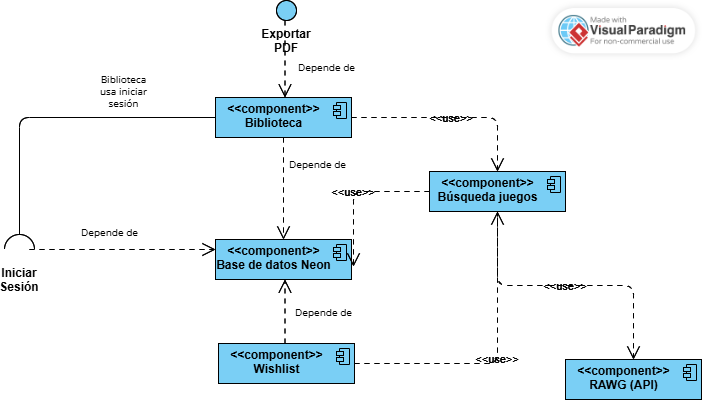 Made with
VisualParadigm
For non-commercial use
Exportar
PDF
Depende de
Biblioteca
usa iniciar
sesión
<<component>>
Biblioteca
<<use>>
Depende de
<<component>>
Búsqueda juegos
<<use>>
Depende de
<<component>>
Base de datos Neon
Iniciar
Sesión
<<use>>
Depende de
<<component>>
Wishlist
<<use>>
<<component>>
RAWG (API)